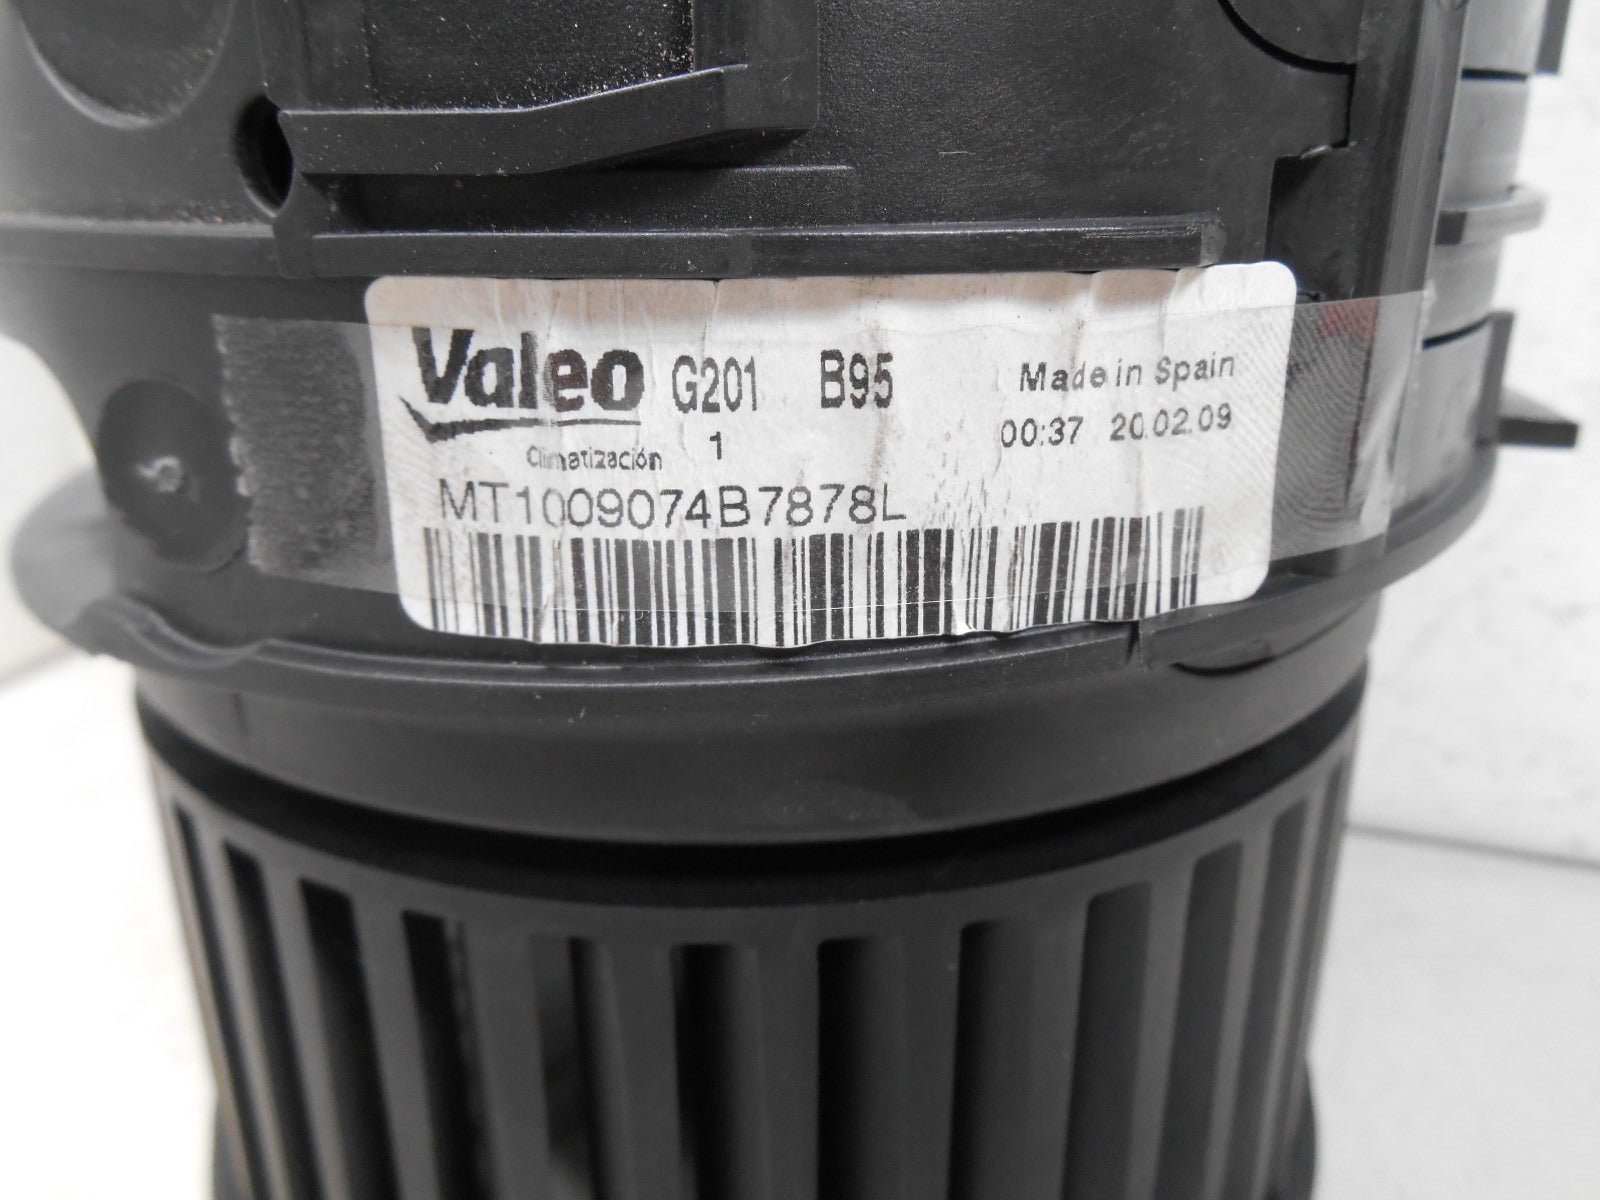 Valeo G201 B95 Made in Spain
Climatización 1 00:37 20.02.09
MT1009074B7878L